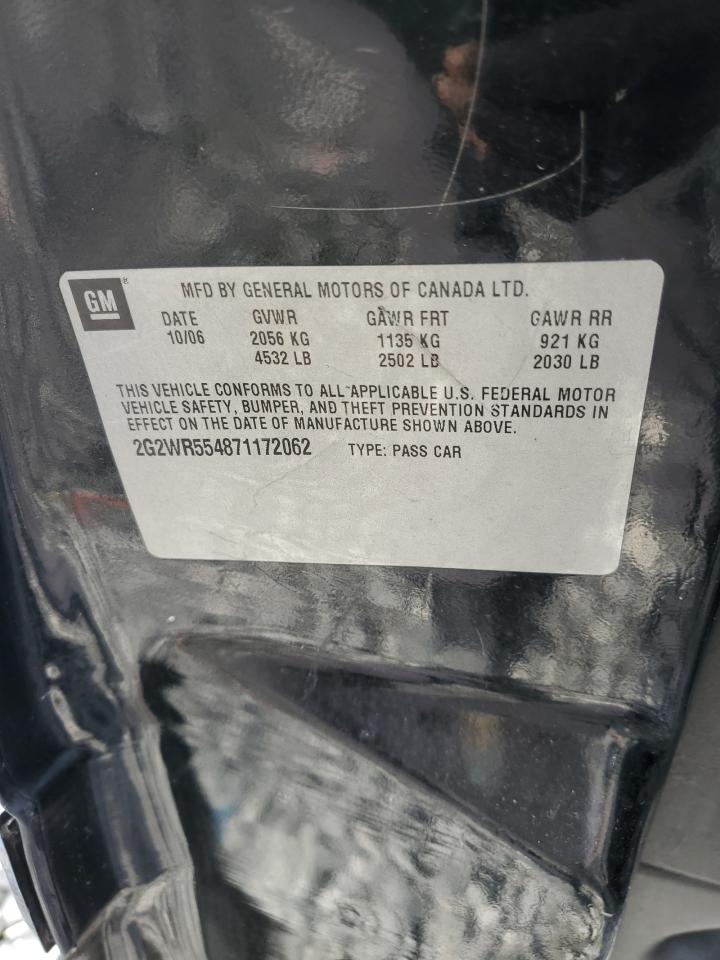 GM ®
MFD BY GENERAL MOTORS OF CANADA LTD.
DATE GVWR GAWR FRT GAWR RR
10/06 2056 KG 1135 KG 921 KG
4532 LB 2502 LB 2030 LB
THIS VEHICLE CONFORMS TO ALL APPLICABLE U.S. FEDERAL MOTOR
VEHICLE SAFETY, BUMPER, AND THEFT PREVENTION STANDARDS IN
EFFECT ON THE DATE OF MANUFACTURE SHOWN ABOVE.
2G2WR554871172062 TYPE: PASS CAR